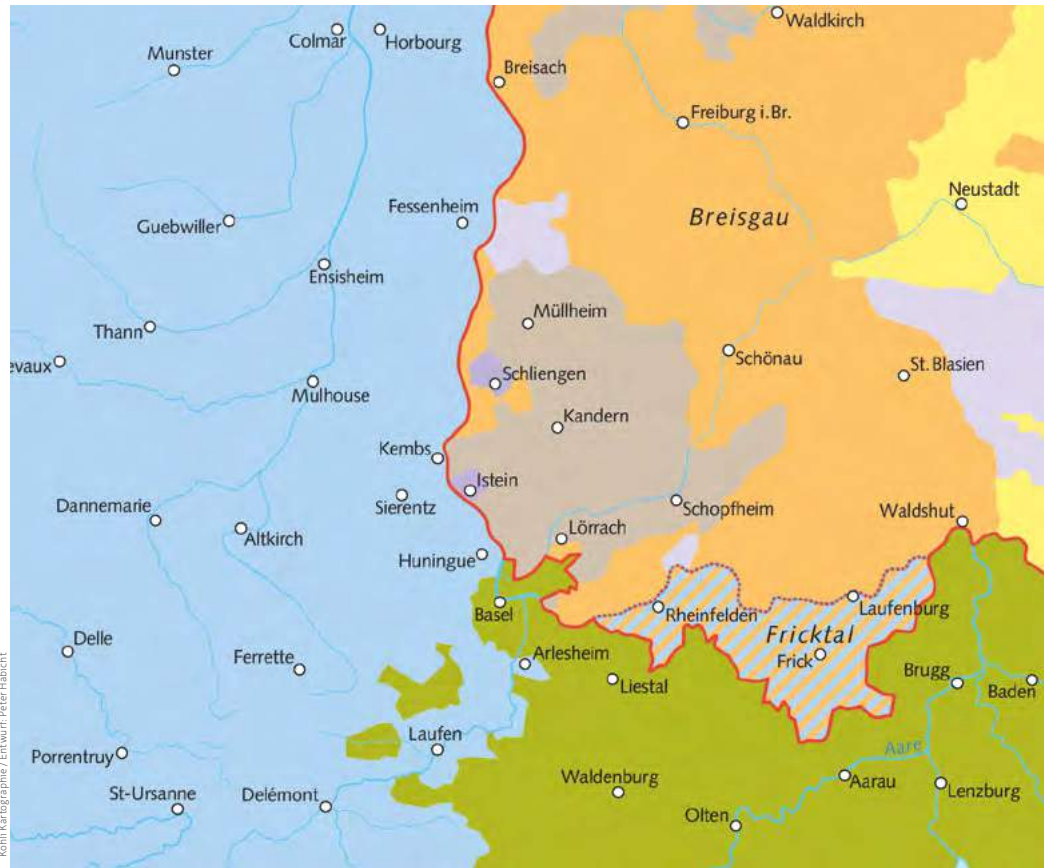 Waldkirch
Colmar
Horbourg
Munster
Breisach
Freiburg i. Br.
Neustadt
Fessenheim
Breisgau
Guebwiller
Ensisheim
Müllheim
Thann
Schönau
evaux
Schliengen
St. Blasien
Mulhouse
Kandern
Kembs
Istein
Sierentz
Schopfheim
Dannemarie
Waldshut
Altkirch
Lörrach
Huningue
Basel
Rheinfelden
Laufenburg
Fricktal
Delle
Ferrette
Arlesheim
Frick
Liestal
Brugg
Baden
Laufen
Aare
Porrentruy
Waldenburg
Aarau
St-Ursanne
Delémont
Lenzburg
Olten
Kohli Kartographie / Entwurf: Peter Habicht